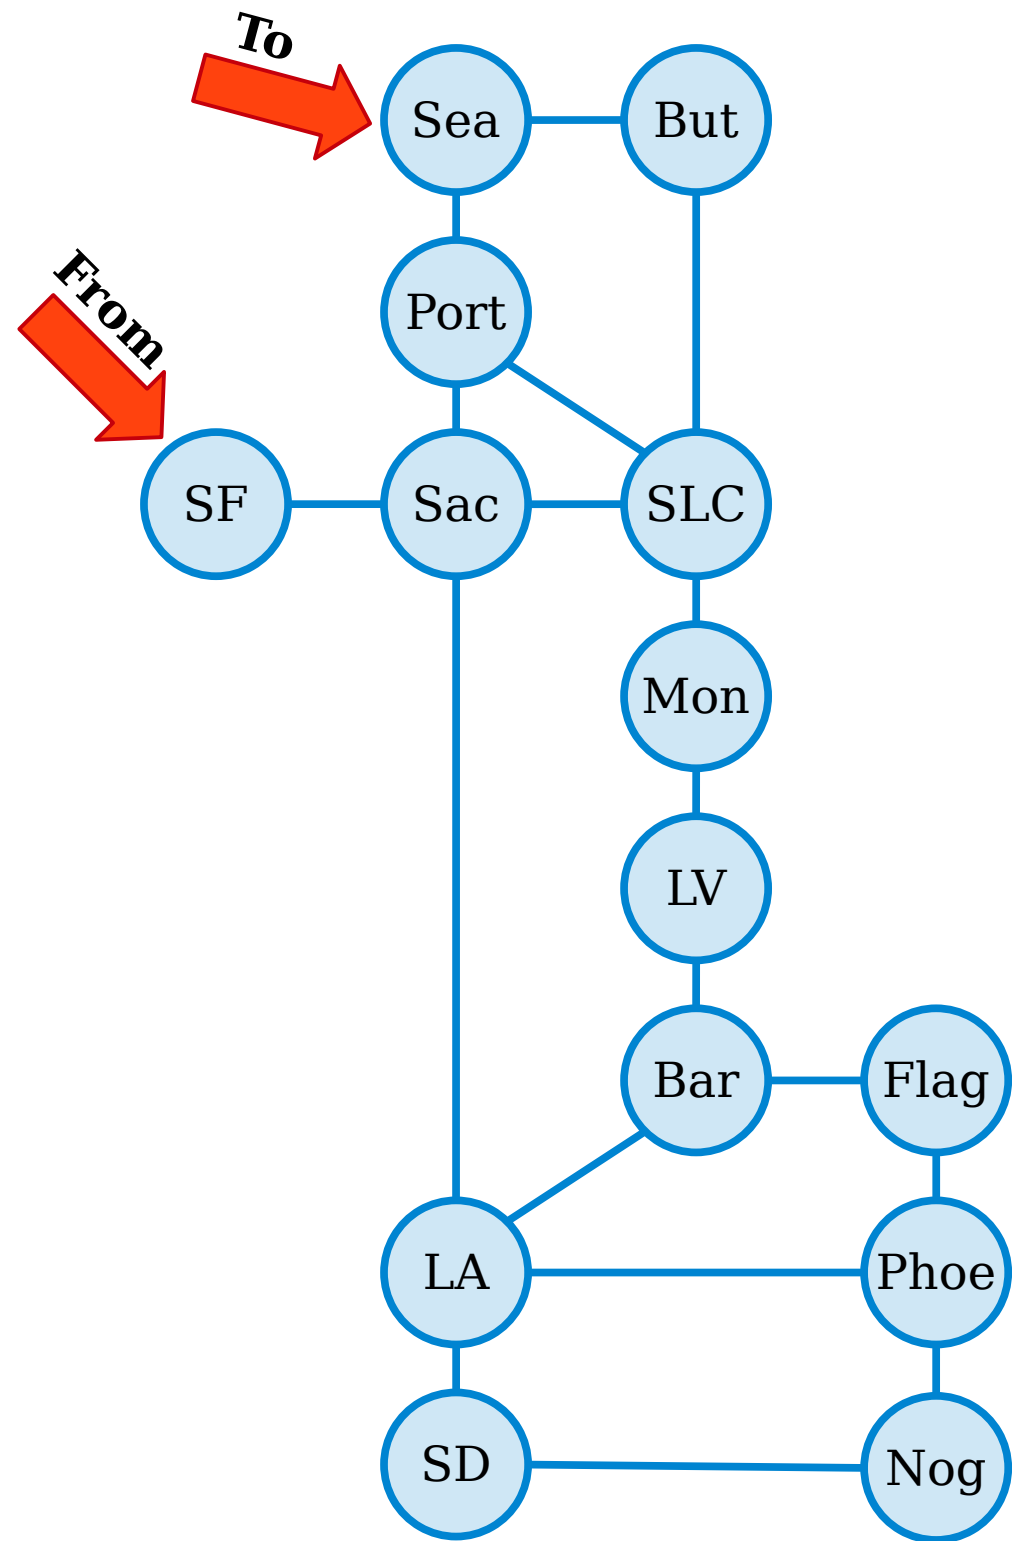 To
Sea
But
From
Port
SF
Sac
SLC
Mon
LV
Bar
Flag
LA
Phoe
SD
Nog